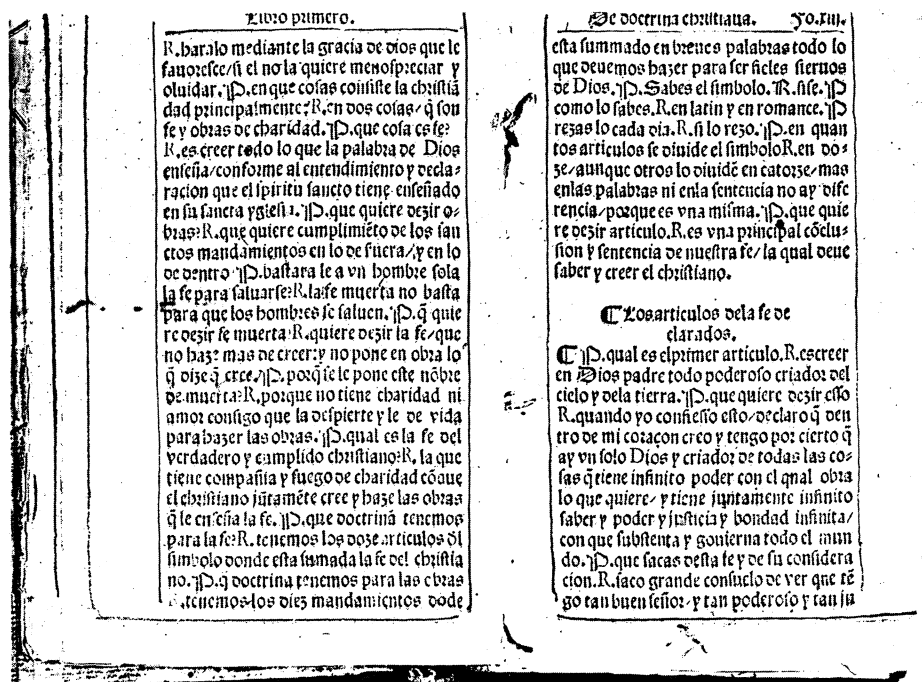 Libro primero.
R. haralo mediante la gracia de dios que le
fauoresce/si el no la quiere menospreciar y
oluidar. P. en que cosas consiste la christiã
dad principalmente? R. en dos cosas/ q̃ son
fe y obras de charidad. P. que cosa es fe?
R. es creer todo lo que la palabra de Dios
enseña/conforme al entendimiento y decla-
racion que el spiritu sancto tiene enseñado
en su sancta yglesia. P. que quiere dezir o-
bras? R. que quiere cumplimiẽto de los san
ctos mandamientos en lo de fuera/ y en lo
de dentro P. bastara le a vn hombre sola
la fe para saluarse? R. la fe muerta no basta
para que los hombres se saluen. P. q̃ quie
re dezir fe muerta R. quiere dezir la fe/que
no haze mas de creer: y no pone en obra lo
q̃ dize q̃ cree. P. porq̃ se le pone este nõbre
de muerta? R. porque no tiene charidad ni
amor consigo que la despierte y le de vida
para hazer las obras. P. qual es la fe del
verdadero y cumplido christiano? R. la que
tiene compañia y fuego de charidad cõ que
el christiano jũtamẽte cree y haze las obras
q̃ le enseña la fe. P. que doctrina tenemos
para la fe? R. tenemos los doze articulos ðl
simbolo donde esta sumada la fe del christia
no. P. q̃ doctrina tenemos para las obras
R. tenemos los diez mandamientos dõde
De doctrina christiana. Fo. xiii.
esta summado en breues palabras todo lo
que deuemos hazer para ser fieles sieruos
de Dios. P. Sabes el simbolo. R. si se. P
como lo sabes. R. en latin y en romance. P
rezas lo cada dia. R. si lo rezo. P. en quan
tos articulos se diuide el simbolo R. en do-
ze/aunque otros lo diuidẽ en catorze/mas
enlas palabras ni enla sentencia no ay dife
rencia/porque es vna misma. P. que quie
re dezir articulo. R. es vna principal cõclu-
sion y sentencia de nuestra fe/ la qual deue
saber y creer el christiano.
¶ Los articulos dela fe de
clarados.
¶ P. qual es el primer articulo. R. es creer
en Dios padre todo poderoso criador del
cielo y dela tierra. P. que quiere dezir esso
R. quando yo confiesso esto/declaro q̃ den
tro de mi coraçon creo y tengo por cierto q̃
ay vn solo Dios y criador de todas las co-
sas q̃ tiene infinito poder con el qual obra
lo que quiere/ y tiene juntamente infinito
saber y poder y justicia y bondad infinita/
con que substenta y gouierna todo el mun
do. P. que sacas desta fe y de su considera
cion. R. saco grande consuelo de ver que tẽ
go tan buen señor/ y tan poderoso y tan ju